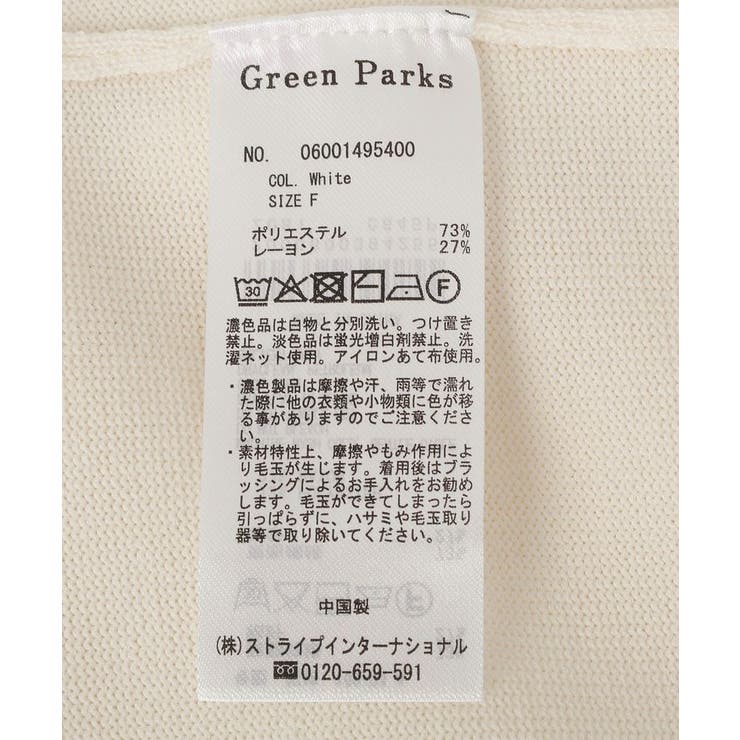 Green Parks
NO. 06001495400
COL. White
SIZE F
ポリエステル 73%
レーヨン 27%
30 F
濃色品は白物と分別洗い。つけ置き
禁止。淡色品は蛍光増白剤禁止。洗
濯ネット使用。アイロンあて布使用。
・濃色製品は摩擦や汗、雨等で濡れ
た際に他の衣類や小物類に色が移
る事がありますのでご注意くださ
い。
・素材特性上、摩擦やもみ作用によ
り毛玉が生じます。着用後はブラ
ッシングによるお手入れをお勧め
します。毛玉ができてしまったら
引っぱらずに、ハサミや毛玉取り
器等で取り除いてください。
中国製
(株)ストライプインターナショナル
0120-659-591